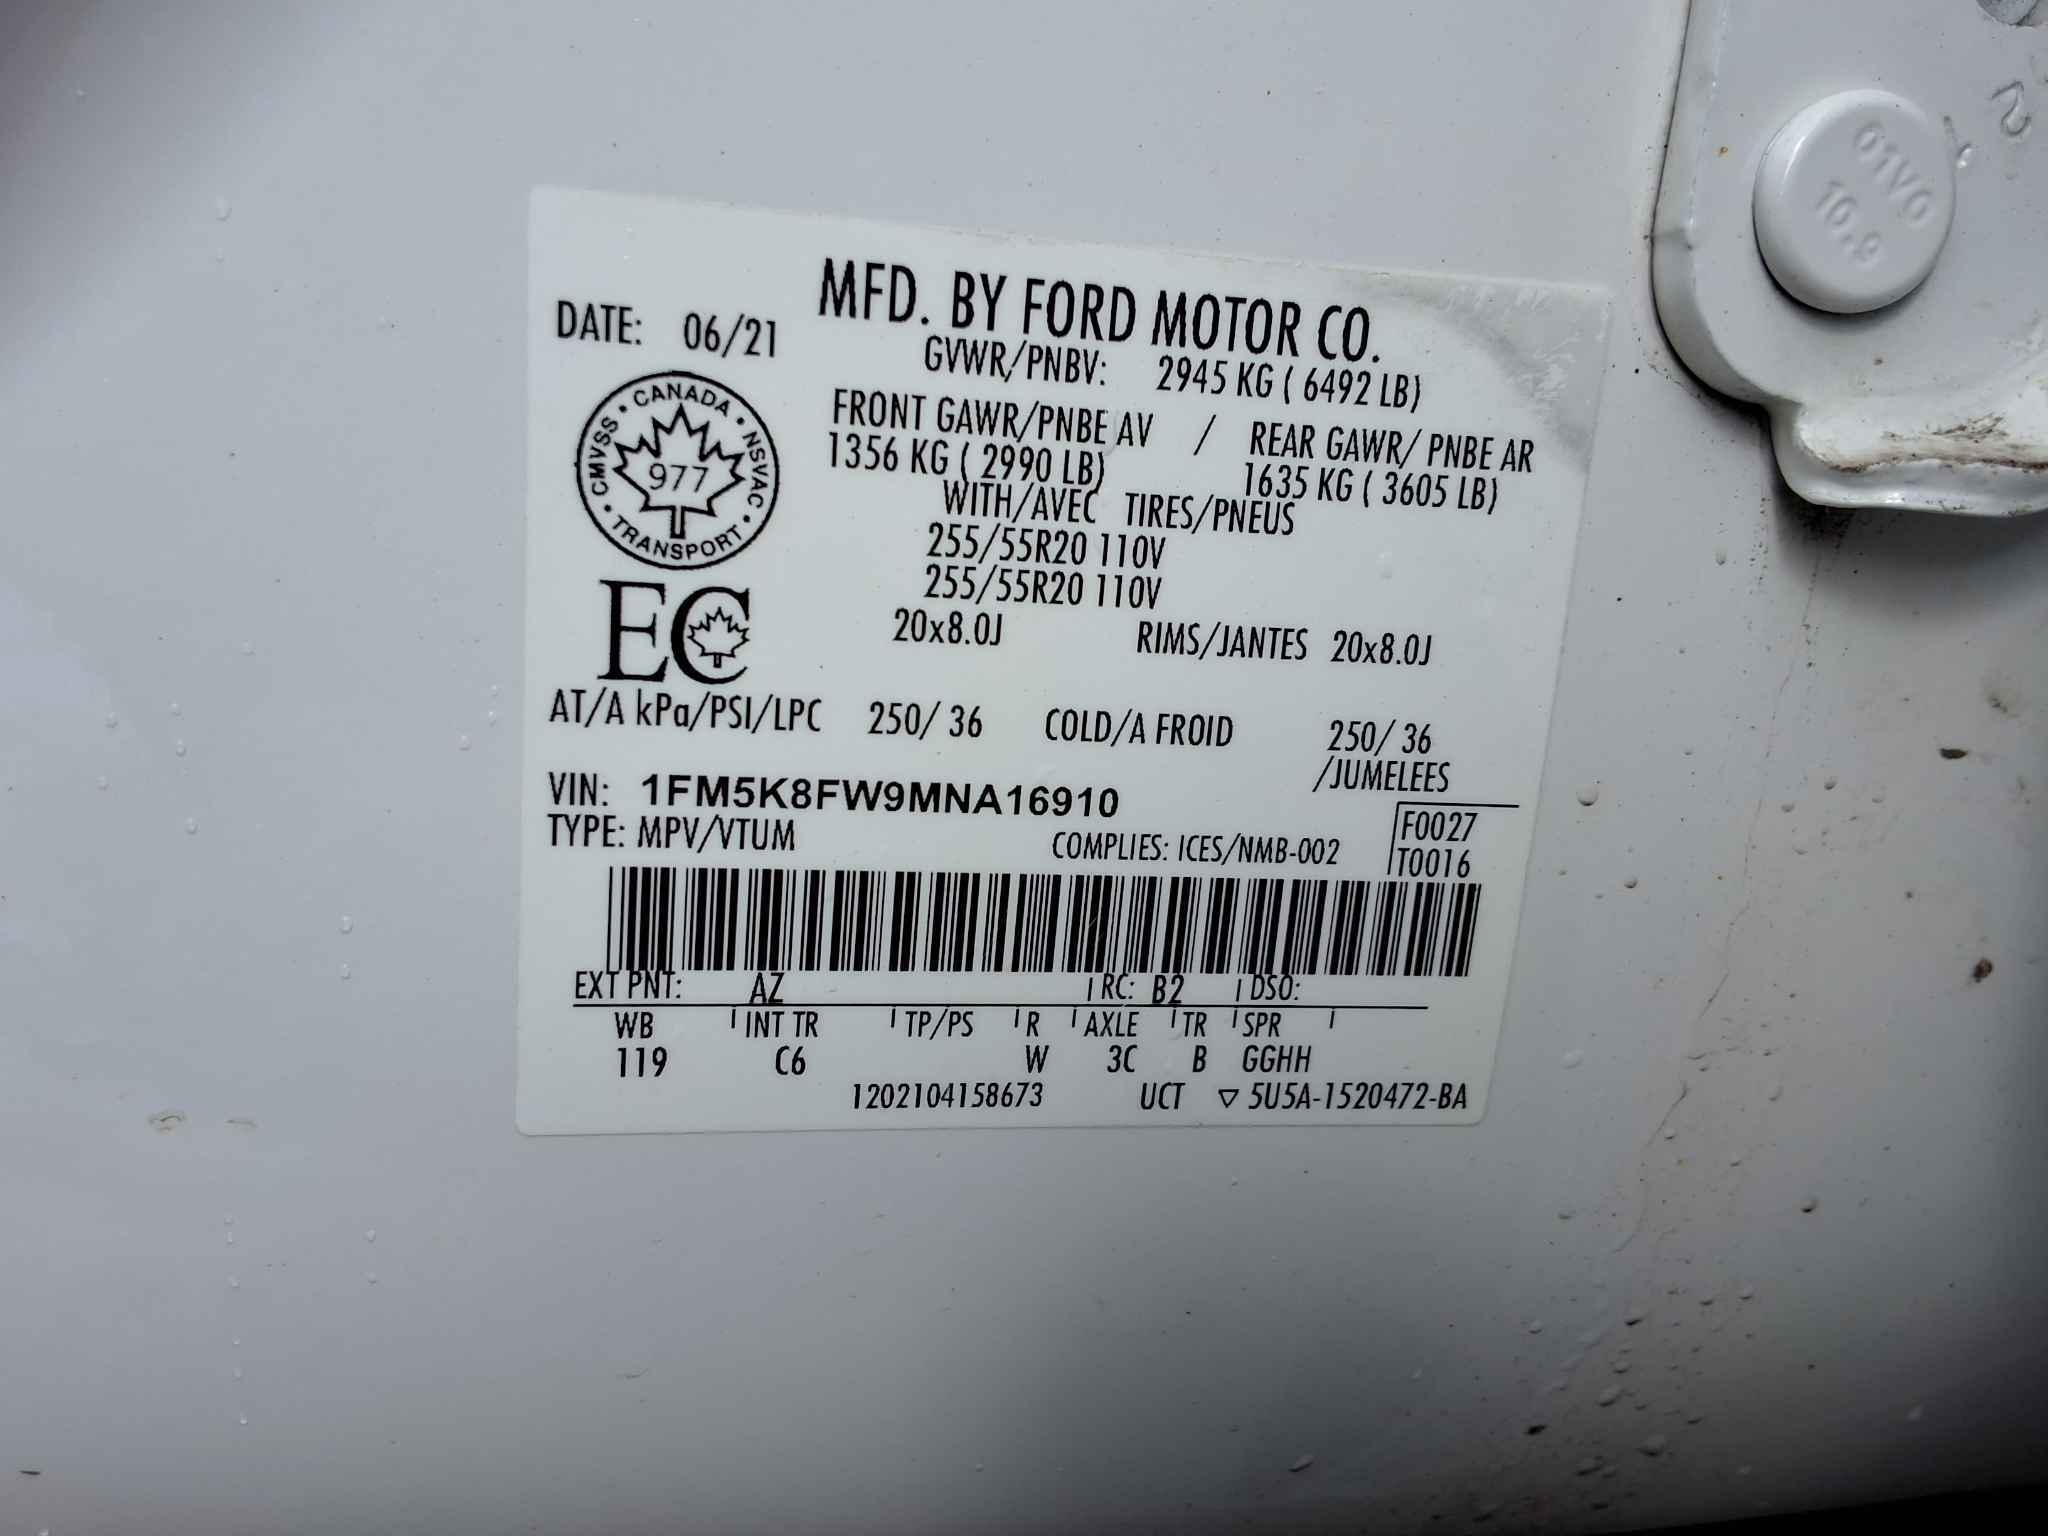 MFD. BY FORD MOTOR CO.
DATE: 06/21
GVWR/PNBV: 2945 KG ( 6492 LB)
FRONT GAWR/PNBE AV / REAR GAWR/ PNBE AR
1356 KG ( 2990 LB) 1635 KG ( 3605 LB)
WITH/AVEC TIRES/PNEUS
255/55R20 110V
255/55R20 110V
20x8.0J RIMS/JANTES 20x8.0J
CMVSS • CANADA • NSVAC • TRANSPORT •
977
EC
AT/A kPa/PSI/LPC 250/ 36 COLD/A FROID 250/ 36
/JUMELEES
VIN: 1FM5K8FW9MNA16910
TYPE: MPV/VTUM COMPLIES: ICES/NMB-002
F0027
T0016
EXT PNT: AZ RC: B2 DSO:
WB INT TR TP/PS R AXLE TR SPR
119 C6 W 3C B GGHH
1202104158673 UCT ▽ 5U5A-1520472-BA
01VO
10.9
2